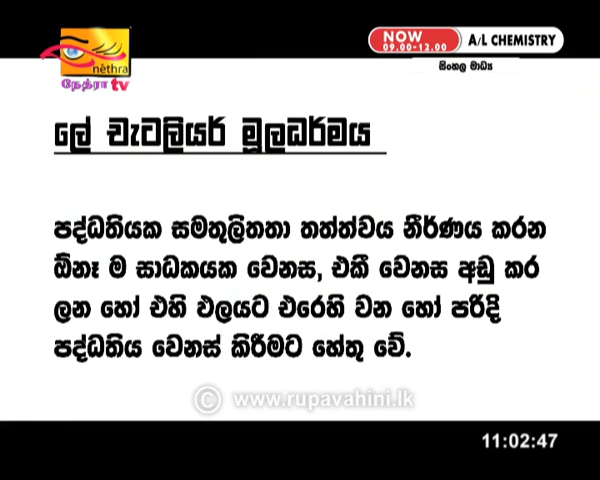 NOW
09.00-12.00
A/L CHEMISTRY
සිංහල මාධ්‍ය
nēthra
நேத்ரா tv
ලේ චැටලියර් මූලධර්මය
පද්ධතියක සමතුලිතතා තත්ත්වය නිර්ණය කරන
ඕනෑ ම සාධකයක වෙනස, එකී වෙනස අඩු කර
ලන හෝ එහි ඵලයට එරෙහි වන හෝ පරිදි
පද්ධතිය වෙනස් කිරීමට හේතු වේ.
© www.rupavahini.lk
11:02:47